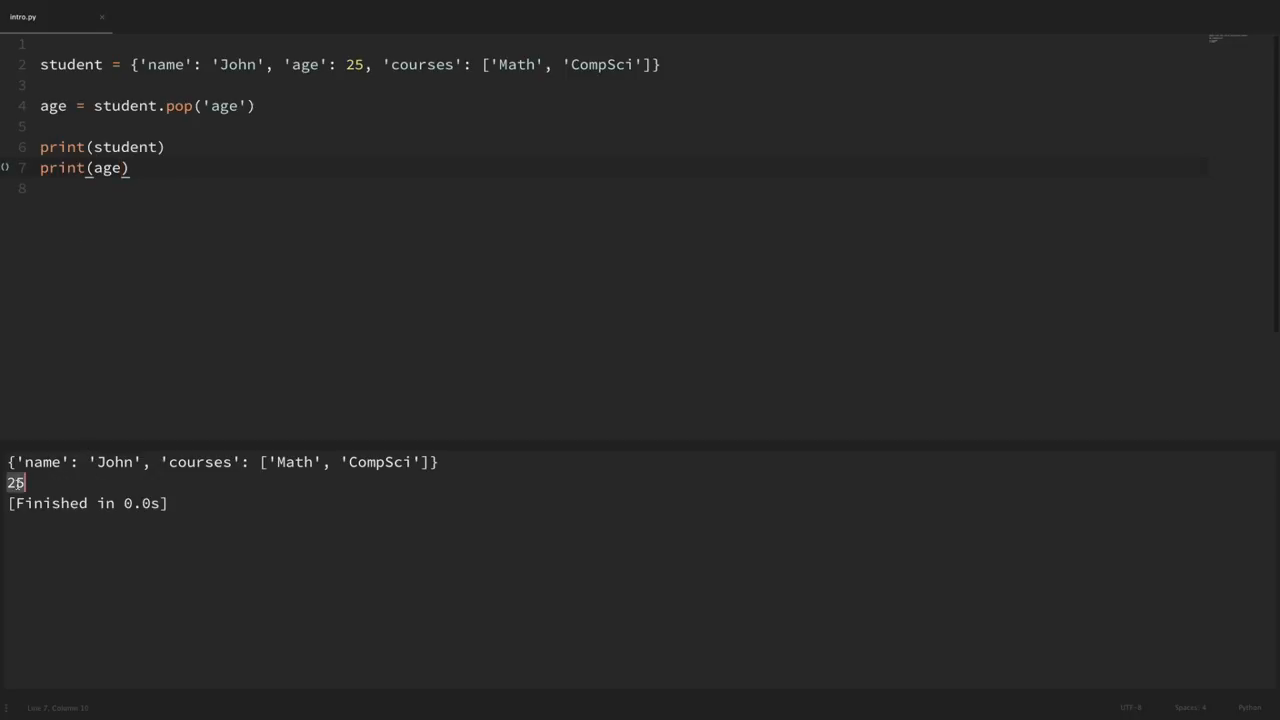 intro.py ×
1
2 student = {'name': 'John', 'age': 25, 'courses': ['Math', 'CompSci']}
3
4 age = student.pop('age')
5
6 print(student)
7 print(age)
8
{'name': 'John', 'courses': ['Math', 'CompSci']}
25
[Finished in 0.0s]
Line 7, Column 10 UTF-8 Spaces: 4 Python